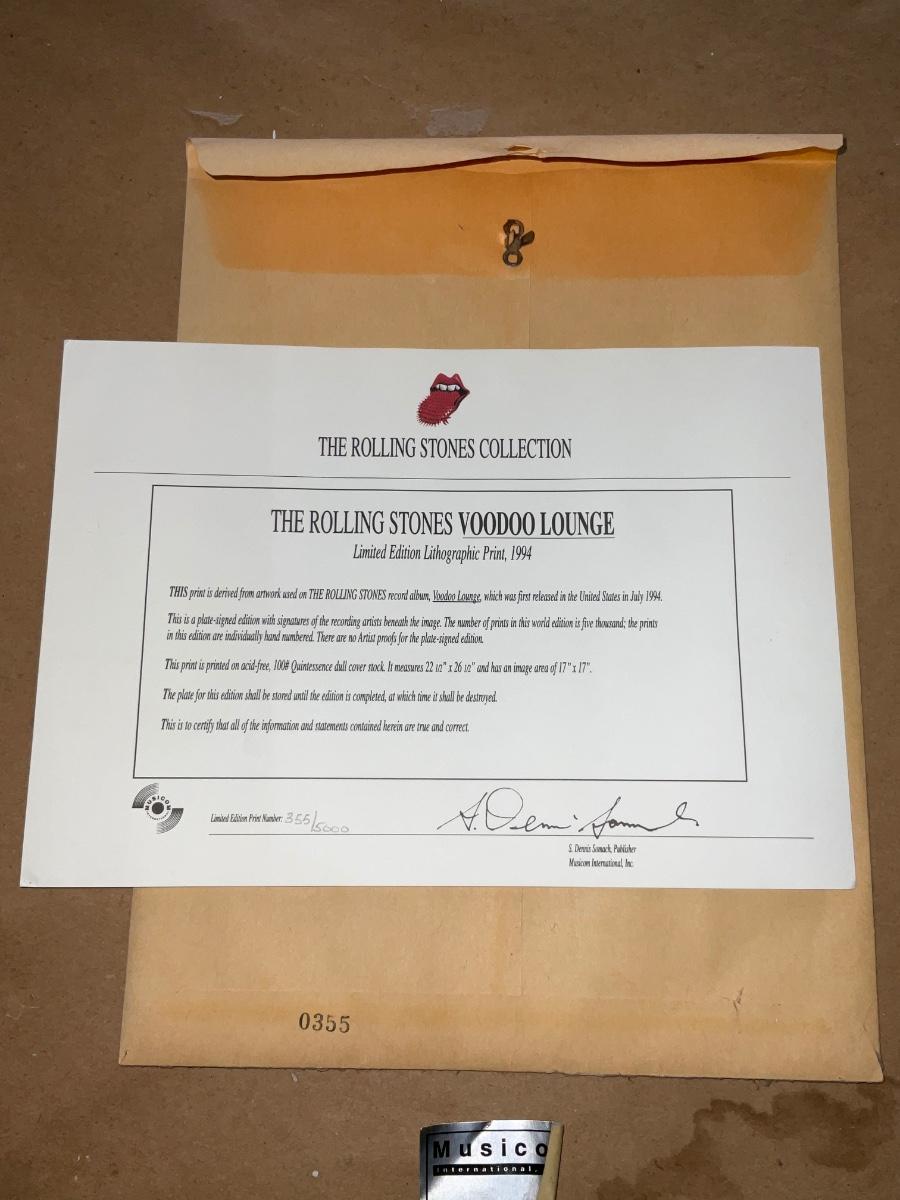 THE ROLLING STONES COLLECTION
THE ROLLING STONES VOODOO LOUNGE
Limited Edition Lithographic Print, 1994
THIS print is derived from artwork used on THE ROLLING STONES record album, Voodoo Lounge, which was first released in the United States in July 1994.
This is a plate-signed edition with signatures of the recording artists beneath the image. The number of prints in this world edition is five thousand; the prints
in this edition are individually hand numbered. There are no Artist proofs for the plate-signed edition.
This print is printed on acid-free, 100# Quintessence dull cover stock. It measures 22 1/2" x 26 1/2" and has an image area of 17" x 17".
The plate for this edition shall be stored until the edition is completed, at which time it shall be destroyed.
This is to certify that all of the information and statements contained herein are true and correct.
MUSICOM
Limited Edition Print Number: 355/5000
S. Dennis Somach, Publisher
Musicom International, Inc.
0355
Musico
International,